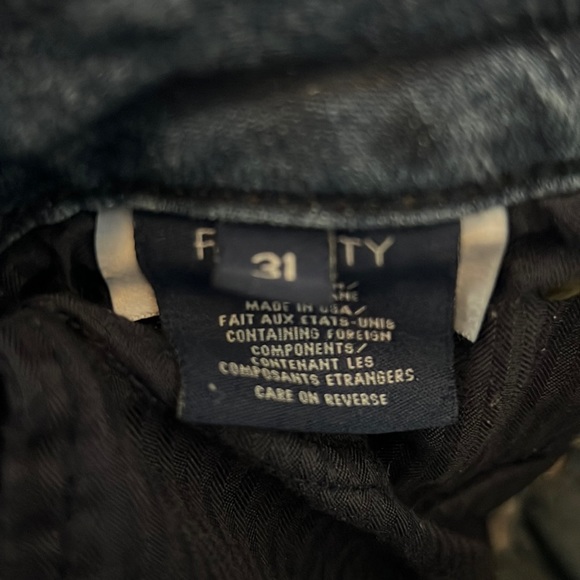 F TY
31
MADE IN USA/
FAIT AUX ETATS-UNIS
CONTAINING FOREIGN
COMPONENTS/
CONTENANT LES
COMPOSANTS ETRANGERS
CARE ON REVERSE